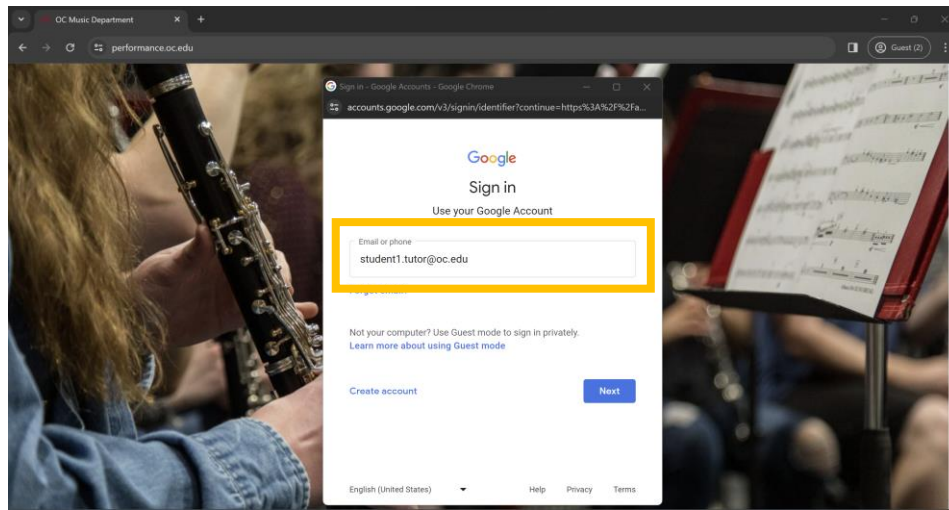 OC Music Department
performance.oc.edu
Guest (2)
Sign in - Google Accounts - Google Chrome
accounts.google.com/v3/signin/identifier?continue=https%3A%2F%2Fa...
Google
Sign in
Use your Google Account
Email or phone
student1.tutor@oc.edu
Not your computer? Use Guest mode to sign in privately.
Learn more about using Guest mode
Create account
Next
English (United States)
Help
Privacy
Terms